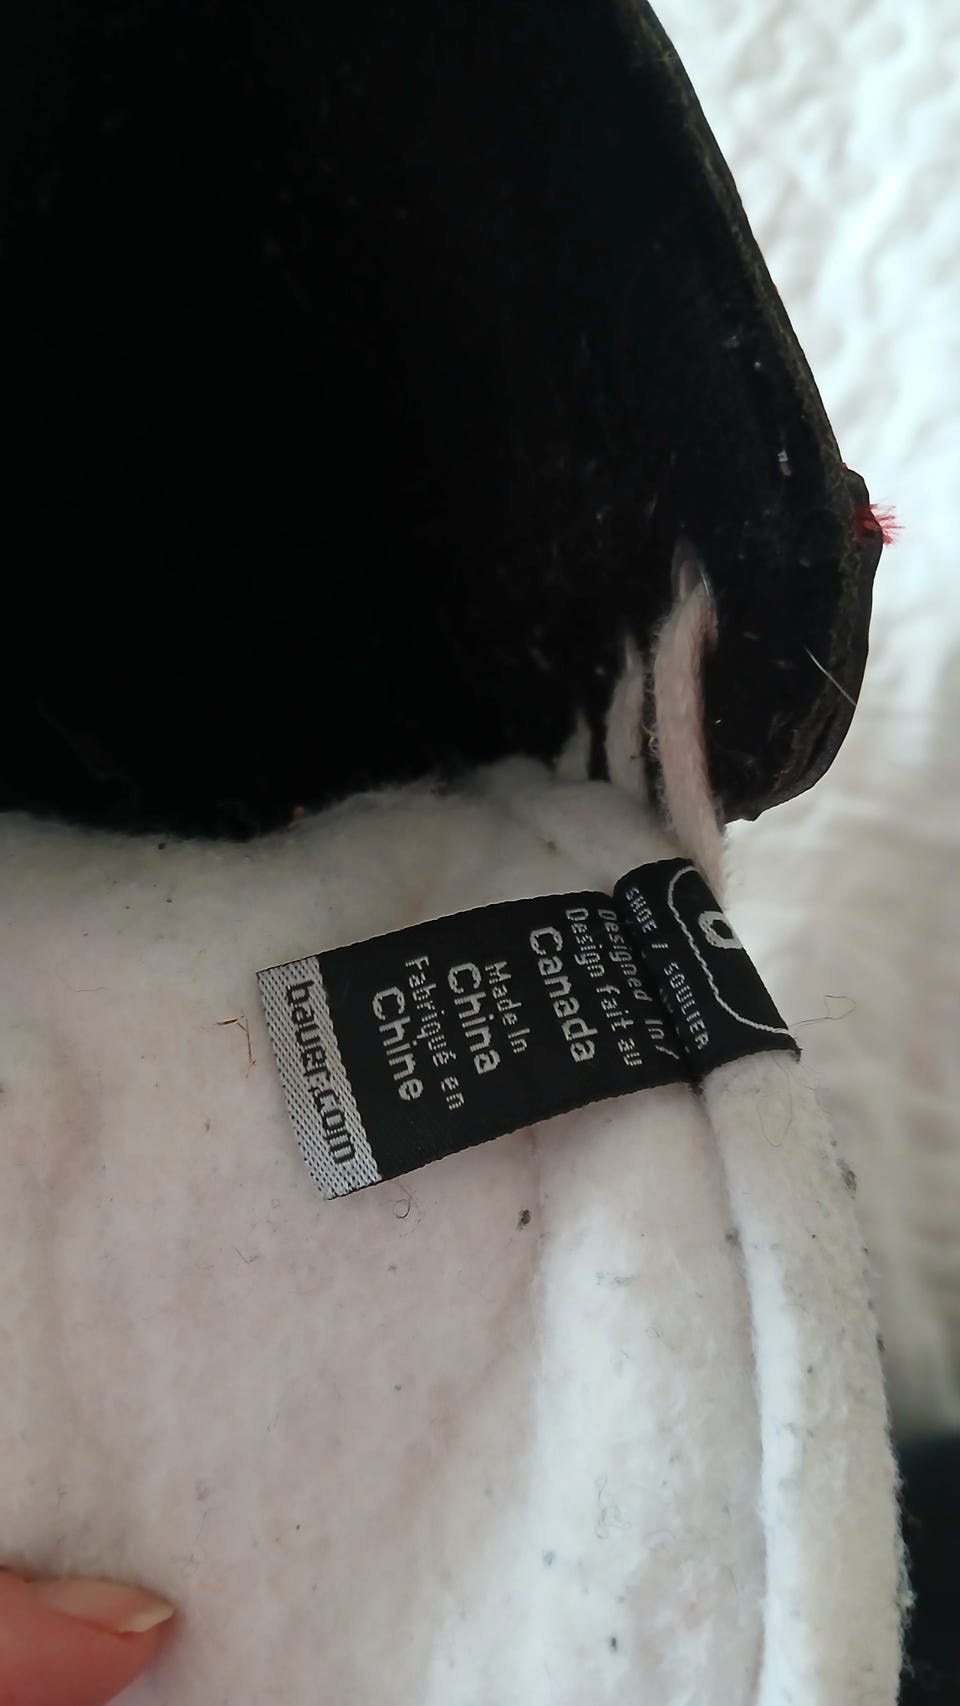 SHOE / SOULIER
Designed in/
Design fait au
Canada
Made In
China
Fabriqué en
Chine
bauer.com